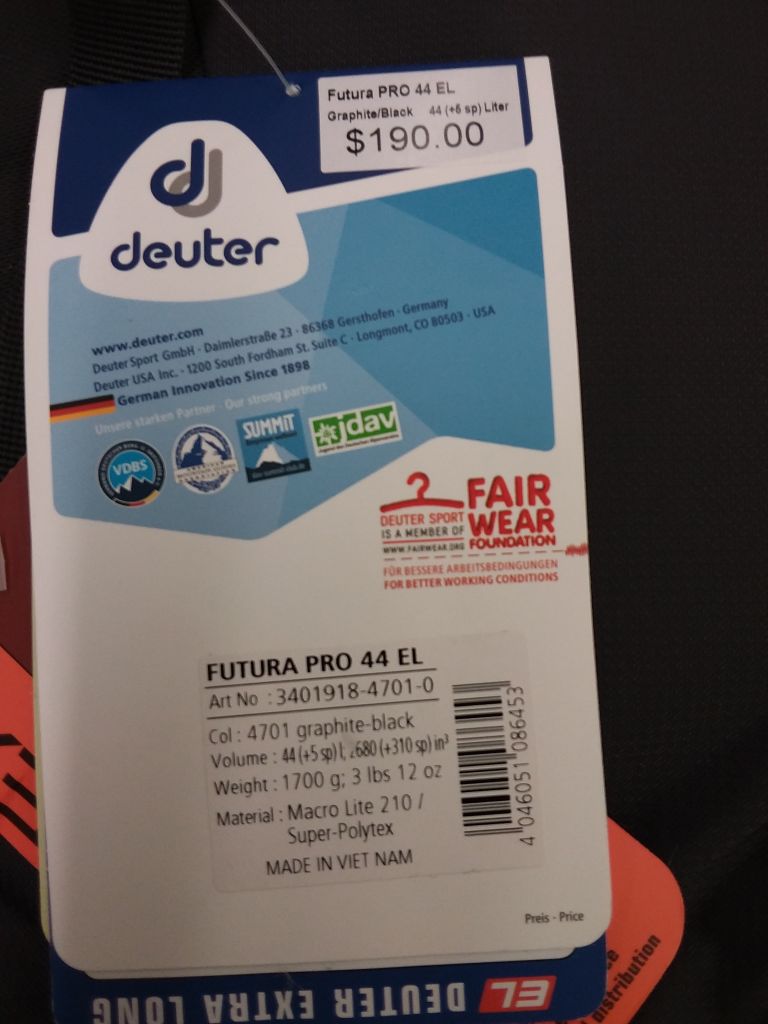 Futura PRO 44 EL
Graphite/Black 44 (+5 sp) Liter
$190.00
deuter
www.deuter.com
Deuter Sport GmbH · Daimlerstraße 23 · 86368 Gersthofen · Germany
Deuter USA Inc. · 1200 South Fordham St. Suite C · Longmont, CO 80503 · USA
German Innovation Since 1898
Unsere starken Partner · Our strong partners
VDBS
SUMMIT
jdav
FAIR
WEAR
FOUNDATION
DEUTER SPORT
IS A MEMBER OF
WWW.FAIRWEAR.ORG
FÜR BESSERE ARBEITSBEDINGUNGEN
FOR BETTER WORKING CONDITIONS
FUTURA PRO 44 EL
Art No : 3401918-4701-0
Col : 4701 graphite-black
Volume : 44 (+5 sp) l; 2680 (+310 sp) in³
Weight : 1700 g; 3 lbs 12 oz
Material : Macro Lite 210 /
Super-Polytex
MADE IN VIET NAM
4 046051 086453
Preis - Price
EL DEUTER EXTRA LONG
distribution